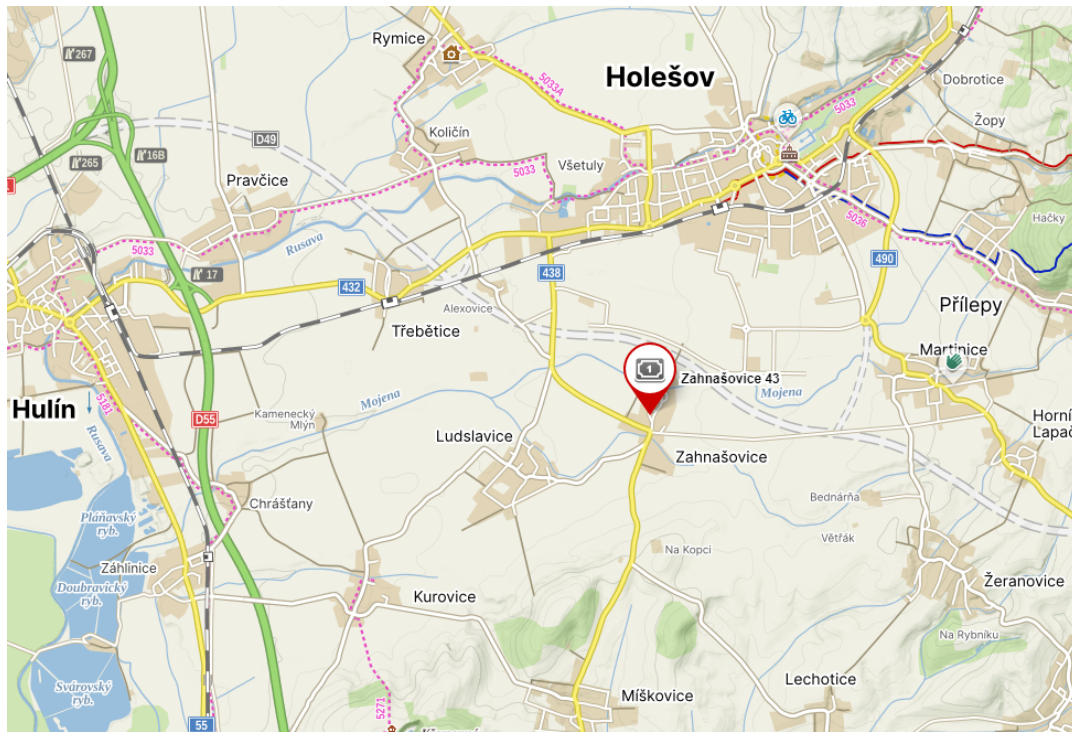 Rymice
267
Holešov
5033A
5033
Dobrotice
Žopy
D49
Količín
16B
265
Všetuly
5033
Pravčice
1
5036
Hačky
Rusava
5033
17
438
490
432
Alexovice
Přílepy
Třebětice
Martinice
1
Zahnašovice 43
Mojena
Mojena
5181
Hulín
D55
Kamenecký
Mlýn
Ludslavice
Horní
Lapač
Rusava
Zahnašovice
Chrášťany
Bednárňa
Pláňavský
ryb.
Větřák
Na Kopci
Záhlinice
Doubravický
ryb.
Kurovice
Žeranovice
Na Rybníku
Svárovský
ryb.
Lechotice
Míškovice
5271
55